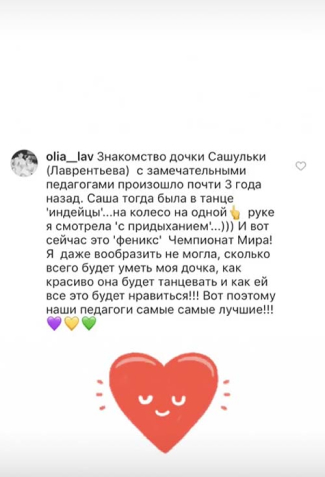 olia__lav Знакомство дочки Сашульки
(Лаврентьева)  с замечательными
педагогами произошло почти 3 года
назад. Саша тогда была в танце
'индейцы'...на колесо на одной👆 руке
я смотрела 'с придыханием'...))) И вот
сейчас это 'феникс'  Чемпионат Мира!
Я  даже вообразить не могла, сколько
всего будет уметь моя дочка, как
красиво она будет танцевать и как ей
все это будет нравиться!!! Вот поэтому
наши педагоги самые самые лучшие!!!
💜💛💚